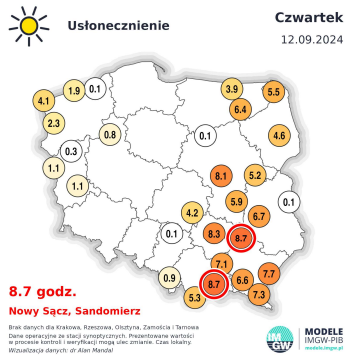 Usłonecznienie
Czwartek
12.09.2024
0.1
1.9
3.9
5.5
4.1
6.4
2.3
0.8
0.1
4.6
0.3
1.1
8.1
5.2
1.1
5.9
0.1
4.2
6.7
0.1
8.3
8.7
7.1
0.9
7.7
8.7
6.6
5.3
7.3
8.7 godz.
Nowy Sącz, Sandomierz
Brak danych dla Krakowa, Rzeszowa, Olsztyna, Zamościa i Tarnowa
Dane operacyjne ze stacji synoptycznych. Prezentowane wartości
w procesie kontroli i weryfikacji mogą ulec zmianie. Czas lokalny.
Wizualizacja danych: dr Alan Mandal
IM
GW
MODELE
IMGW-PIB
modele.imgw.pl